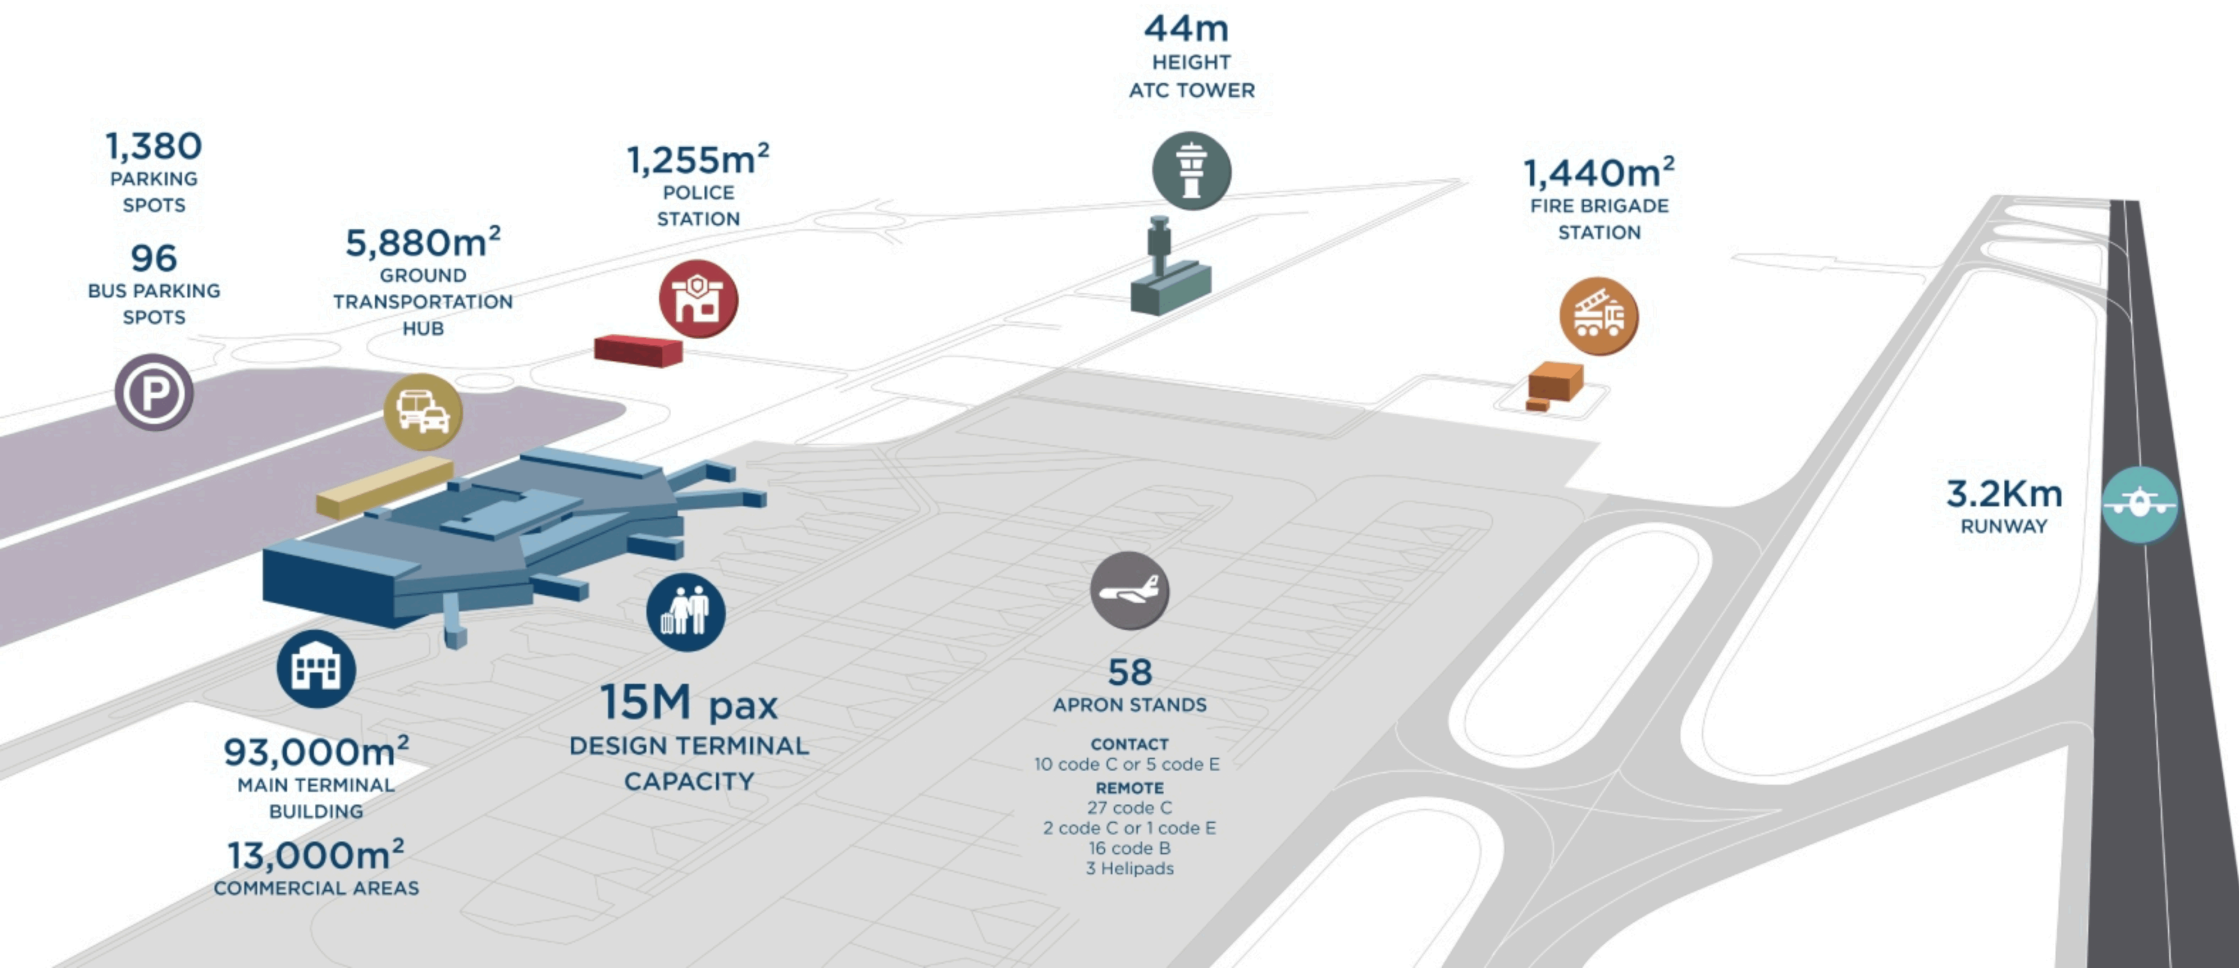 44m
HEIGHT
ATC TOWER
1,380
PARKING
SPOTS
96
BUS PARKING
SPOTS
5,880m²
GROUND
TRANSPORTATION
HUB
1,255m²
POLICE
STATION
1,440m²
FIRE BRIGADE
STATION
P
3.2Km
RUNWAY
93,000m²
MAIN TERMINAL
BUILDING
13,000m²
COMMERCIAL AREAS
15M pax
DESIGN TERMINAL
CAPACITY
58
APRON STANDS
CONTACT
10 code C or 5 code E
REMOTE
27 code C
2 code C or 1 code E
16 code B
3 Helipads